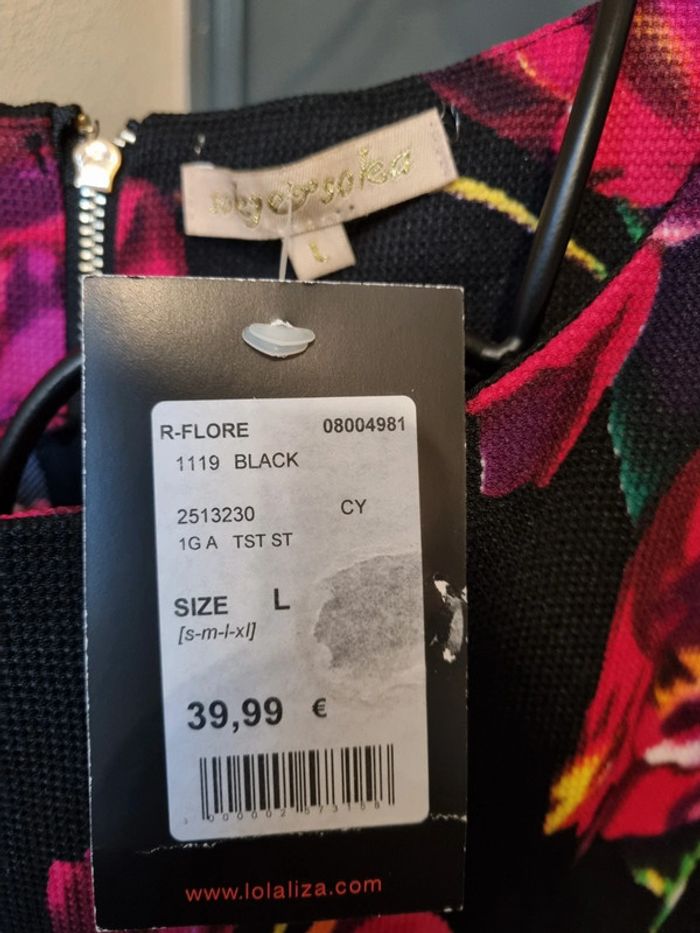 L
R-FLORE 08004981
1119 BLACK
2513230 CY
1G A TST ST
SIZE L
[s-m-l-xl]
39,99 €
www.lolaliza.com